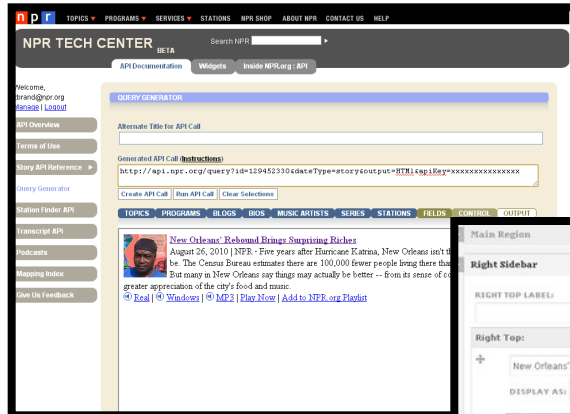 npr TOPICS PROGRAMS SERVICES STATIONS NPR SHOP ABOUT NPR CONTACT US HELP
NPR TECH CENTER BETA
Search NPR
API Documentation Widgets Inside NPR.org : API
Welcome,
zbrand@npr.org
Manage | Logout
API Overview
Terms of Use
Story API Reference
Query Generator
Station Finder API
Transcript API
Podcasts
Mapping Index
Give Us Feedback
QUERY GENERATOR
Alternate Title for API Call
Generated API Call (Instructions)
http://api.npr.org/query?id=129452330&dateType=story&output=HTML&apiKey=xxxxxxxxxxxxxxx
Create API Call Run API Call Clear Selections
TOPICS PROGRAMS BLOGS BIOS MUSIC ARTISTS SERIES STATIONS FIELDS CONTROL OUTPUT
New Orleans' Rebound Brings Surprising Riches
August 26, 2010 | NPR · Five years after Hurricane Katrina, New Orleans isn't th
be. The Census Bureau estimates there are 100,000 fewer people living there than
But many in New Orleans say things may actually be better -- from its sense of co
greater appreciation of the city's food and music.
Real | Windows | MP3 | Play Now | Add to NPR.org Playlist
Main Region
Right Sidebar
RIGHT TOP LABEL:
Right Top:
New Orleans'
DISPLAY AS: